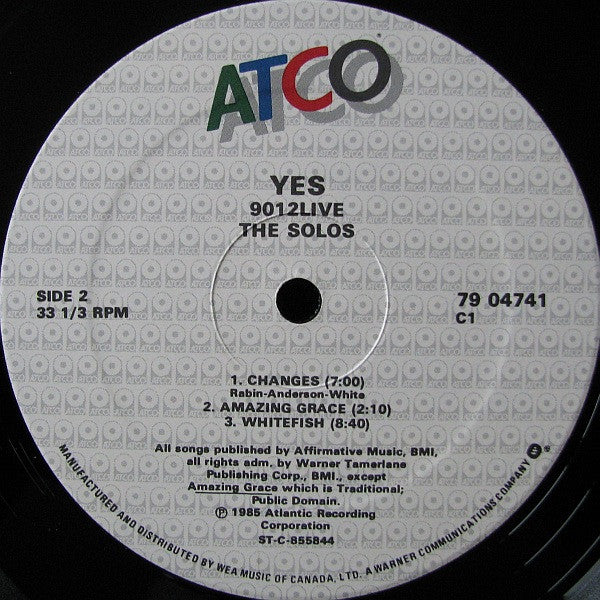 ATCO
YES
9012LIVE
THE SOLOS
SIDE 2
33 1/3 RPM
79 04741
C1
1. CHANGES (7:00)
Rabin-Anderson-White
2. AMAZING GRACE (2:10)
3. WHITEFISH (8:40)
All songs published by Affirmative Music, BMI,
all rights adm. by Warner Tamerlane
Publishing Corp., BMI., except
Amazing Grace which is Traditional;
Public Domain.
Ⓟ 1985 Atlantic Recording
Corporation
ST-C-855844
MANUFACTURED AND DISTRIBUTED BY WEA MUSIC OF CANADA, LTD. A WARNER COMMUNICATIONS COMPANY